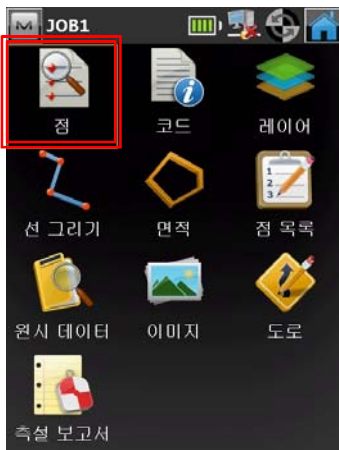 JOB1
점
코드
레이어
선 그리기
면적
점 목록
원시 데이터
이미지
도로
측설 보고서